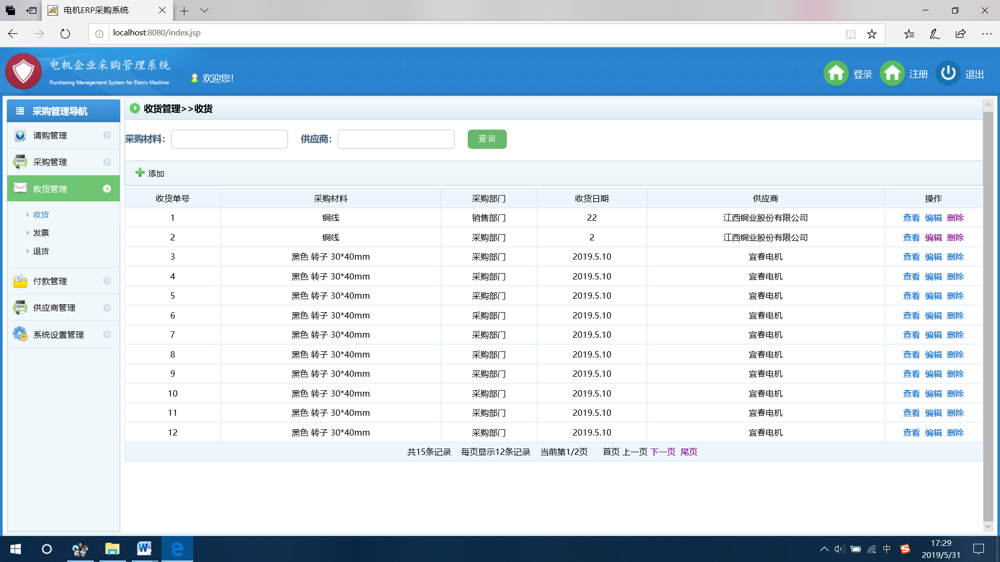 电机ERP采购系统
localhost:8080/index.jsp
电机企业采购管理系统
Purchasing Management System for Eletric Machine
欢迎您!
登录 注册 退出
采购管理导航
请购管理
采购管理
收货管理
收货
发票
退货
付款管理
供应商管理
系统设置管理
收货管理>>收货
采购材料: 供应商: 查询
添加
收货单号 采购材料 采购部门 收货日期 供应商 操作
1 铜线 销售部门 22 江西铜业股份有限公司 查看 编辑 删除
2 铜线 采购部门 2 江西铜业股份有限公司 查看 编辑 删除
3 黑色 转子 30*40mm 采购部门 2019.5.10 宜春电机 查看 编辑 删除
4 黑色 转子 30*40mm 采购部门 2019.5.10 宜春电机 查看 编辑 删除
5 黑色 转子 30*40mm 采购部门 2019.5.10 宜春电机 查看 编辑 删除
6 黑色 转子 30*40mm 采购部门 2019.5.10 宜春电机 查看 编辑 删除
7 黑色 转子 30*40mm 采购部门 2019.5.10 宜春电机 查看 编辑 删除
8 黑色 转子 30*40mm 采购部门 2019.5.10 宜春电机 查看 编辑 删除
9 黑色 转子 30*40mm 采购部门 2019.5.10 宜春电机 查看 编辑 删除
10 黑色 转子 30*40mm 采购部门 2019.5.10 宜春电机 查看 编辑 删除
11 黑色 转子 30*40mm 采购部门 2019.5.10 宜春电机 查看 编辑 删除
12 黑色 转子 30*40mm 采购部门 2019.5.10 宜春电机 查看 编辑 删除
共15条记录 每页显示12条记录 当前第1/2页 首页 上一页 下一页 尾页
中
17:29
2019/5/31